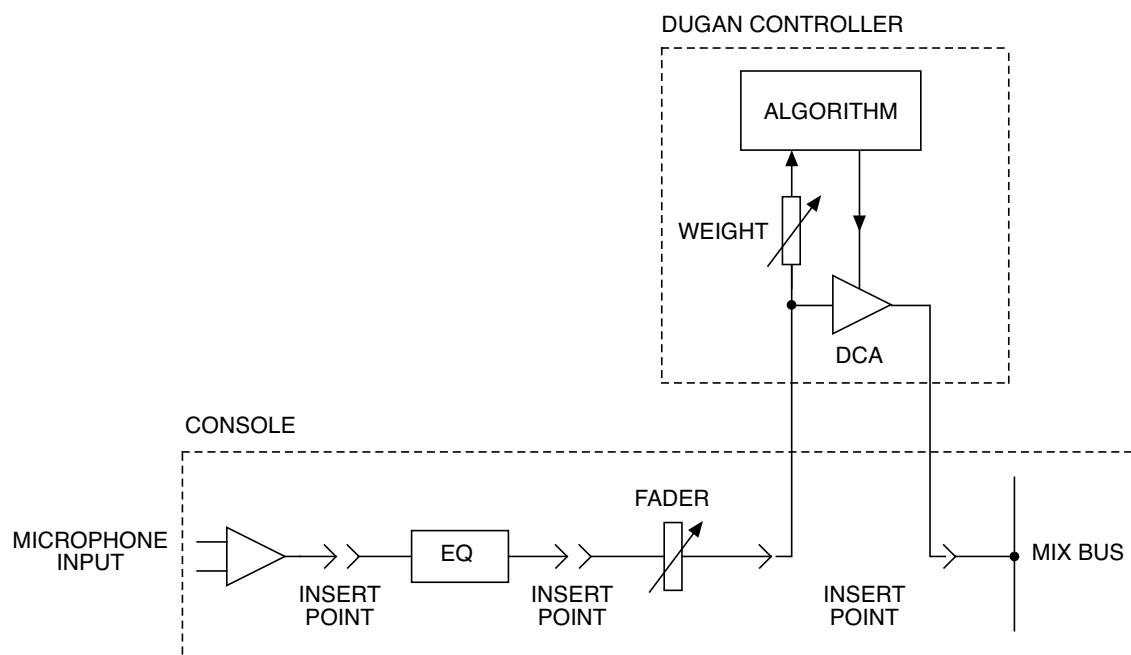 DUGAN CONTROLLER
ALGORITHM
WEIGHT
DCA
CONSOLE
FADER
MICROPHONE
INPUT
EQ
MIX BUS
INSERT
POINT
INSERT
POINT
INSERT
POINT